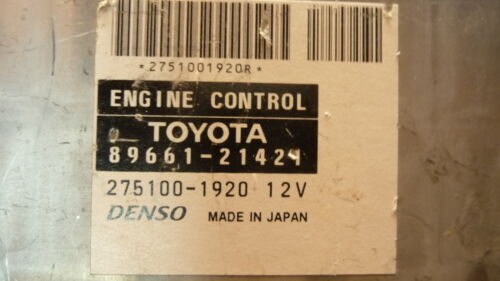 *2751001920R*
ENGINE CONTROL
TOYOTA
89661-21424
275100-1920 12V
DENSO MADE IN JAPAN